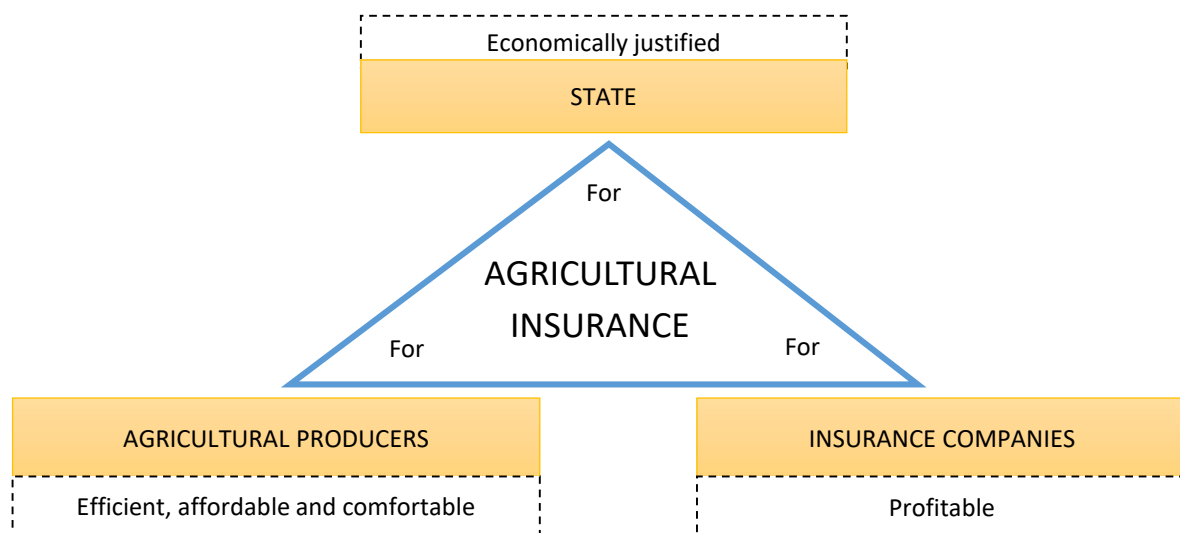 Economically justified
STATE
For
AGRICULTURAL
INSURANCE
For
For
AGRICULTURAL PRODUCERS
INSURANCE COMPANIES
Efficient, affordable and comfortable
Profitable